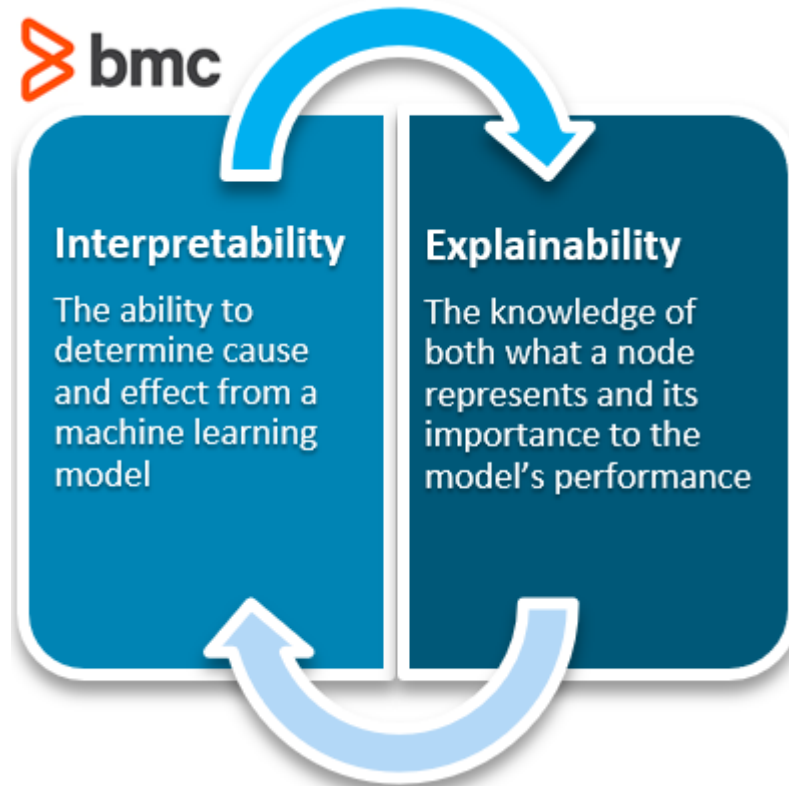 bmc
Interpretability
The ability to
determine cause
and effect from a
machine learning
model
Explainability
The knowledge of
both what a node
represents and its
importance to the
model’s performance